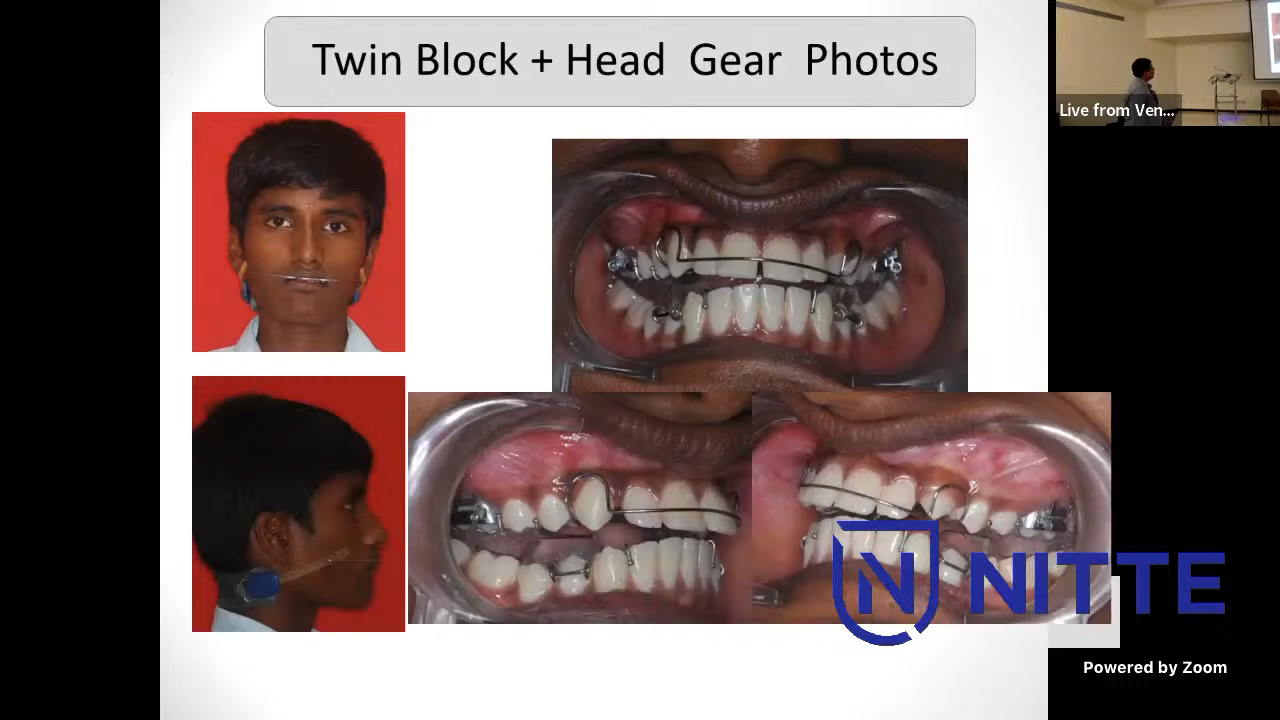 Twin Block + Head Gear Photos
Live from Ven...
NITTE
Powered by Zoom